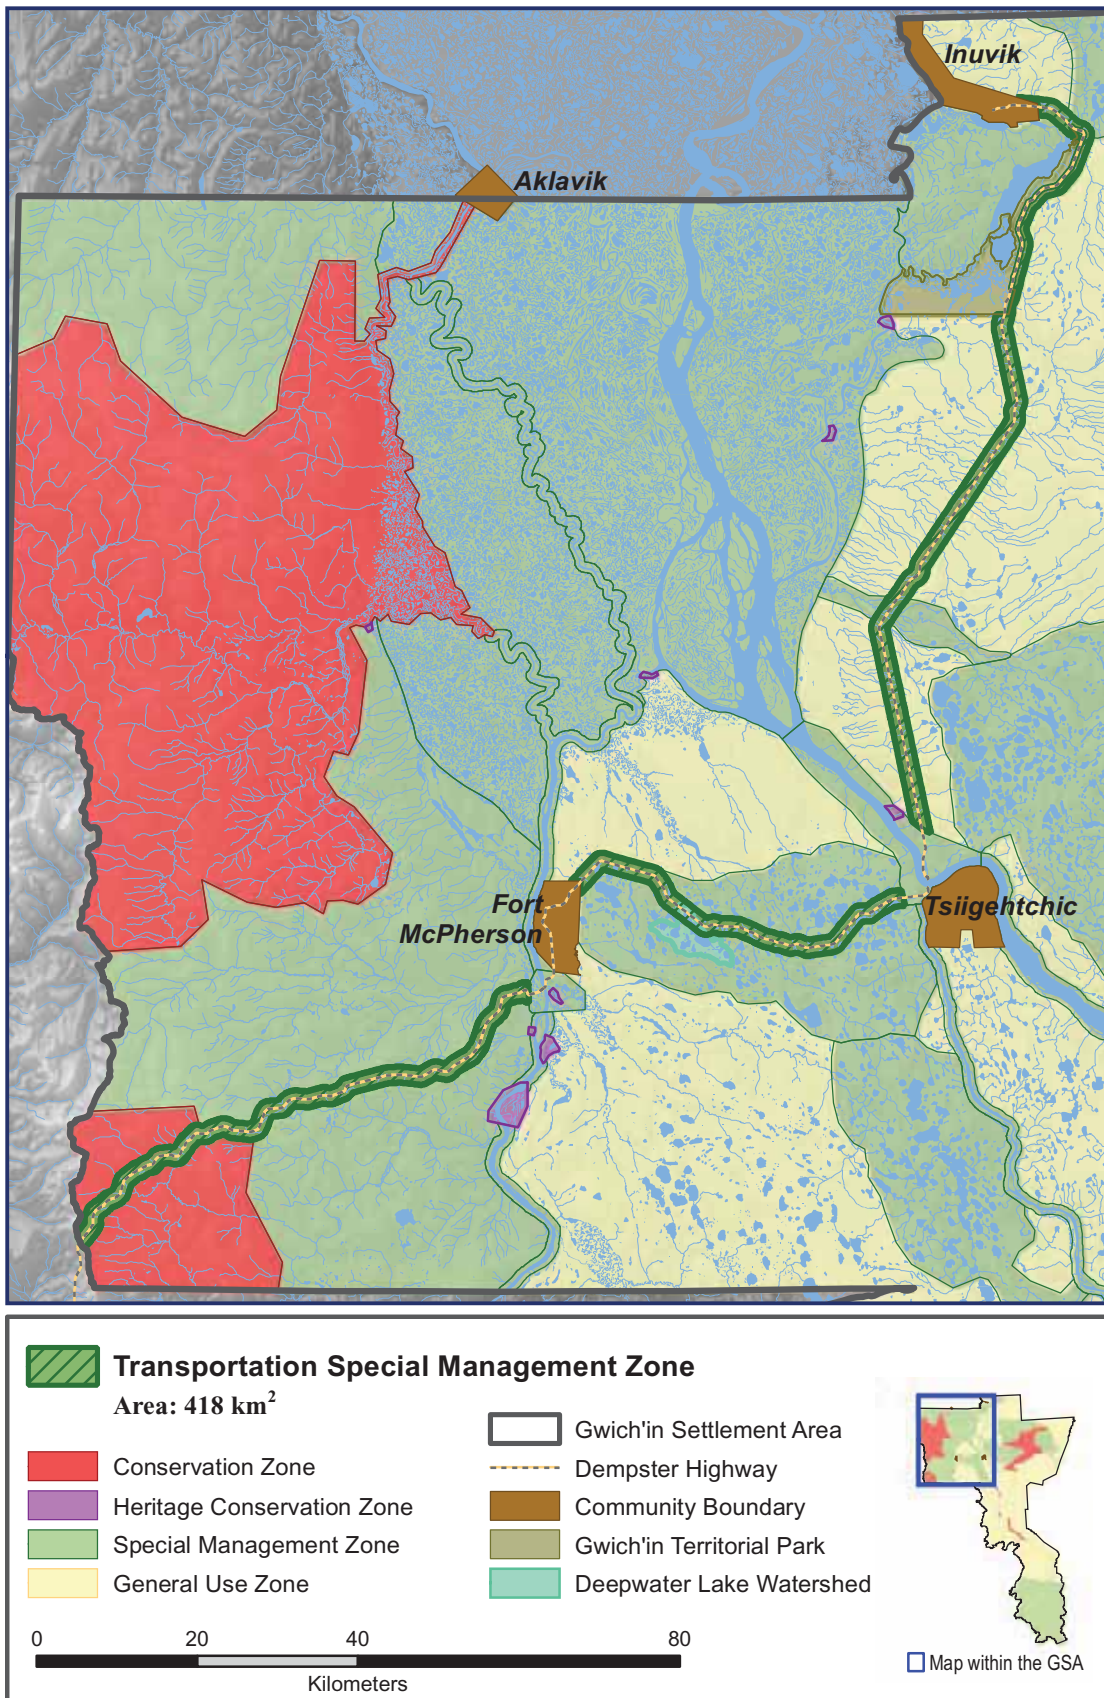 Inuvik
Aklavik
Fort
McPherson
Tsiigehtchic
Transportation Special Management Zone
Area: 418 km²
Conservation Zone
Heritage Conservation Zone
Special Management Zone
General Use Zone
Gwich'in Settlement Area
Dempster Highway
Community Boundary
Gwich'in Territorial Park
Deepwater Lake Watershed
0 20 40 80
Kilometers
Map within the GSA